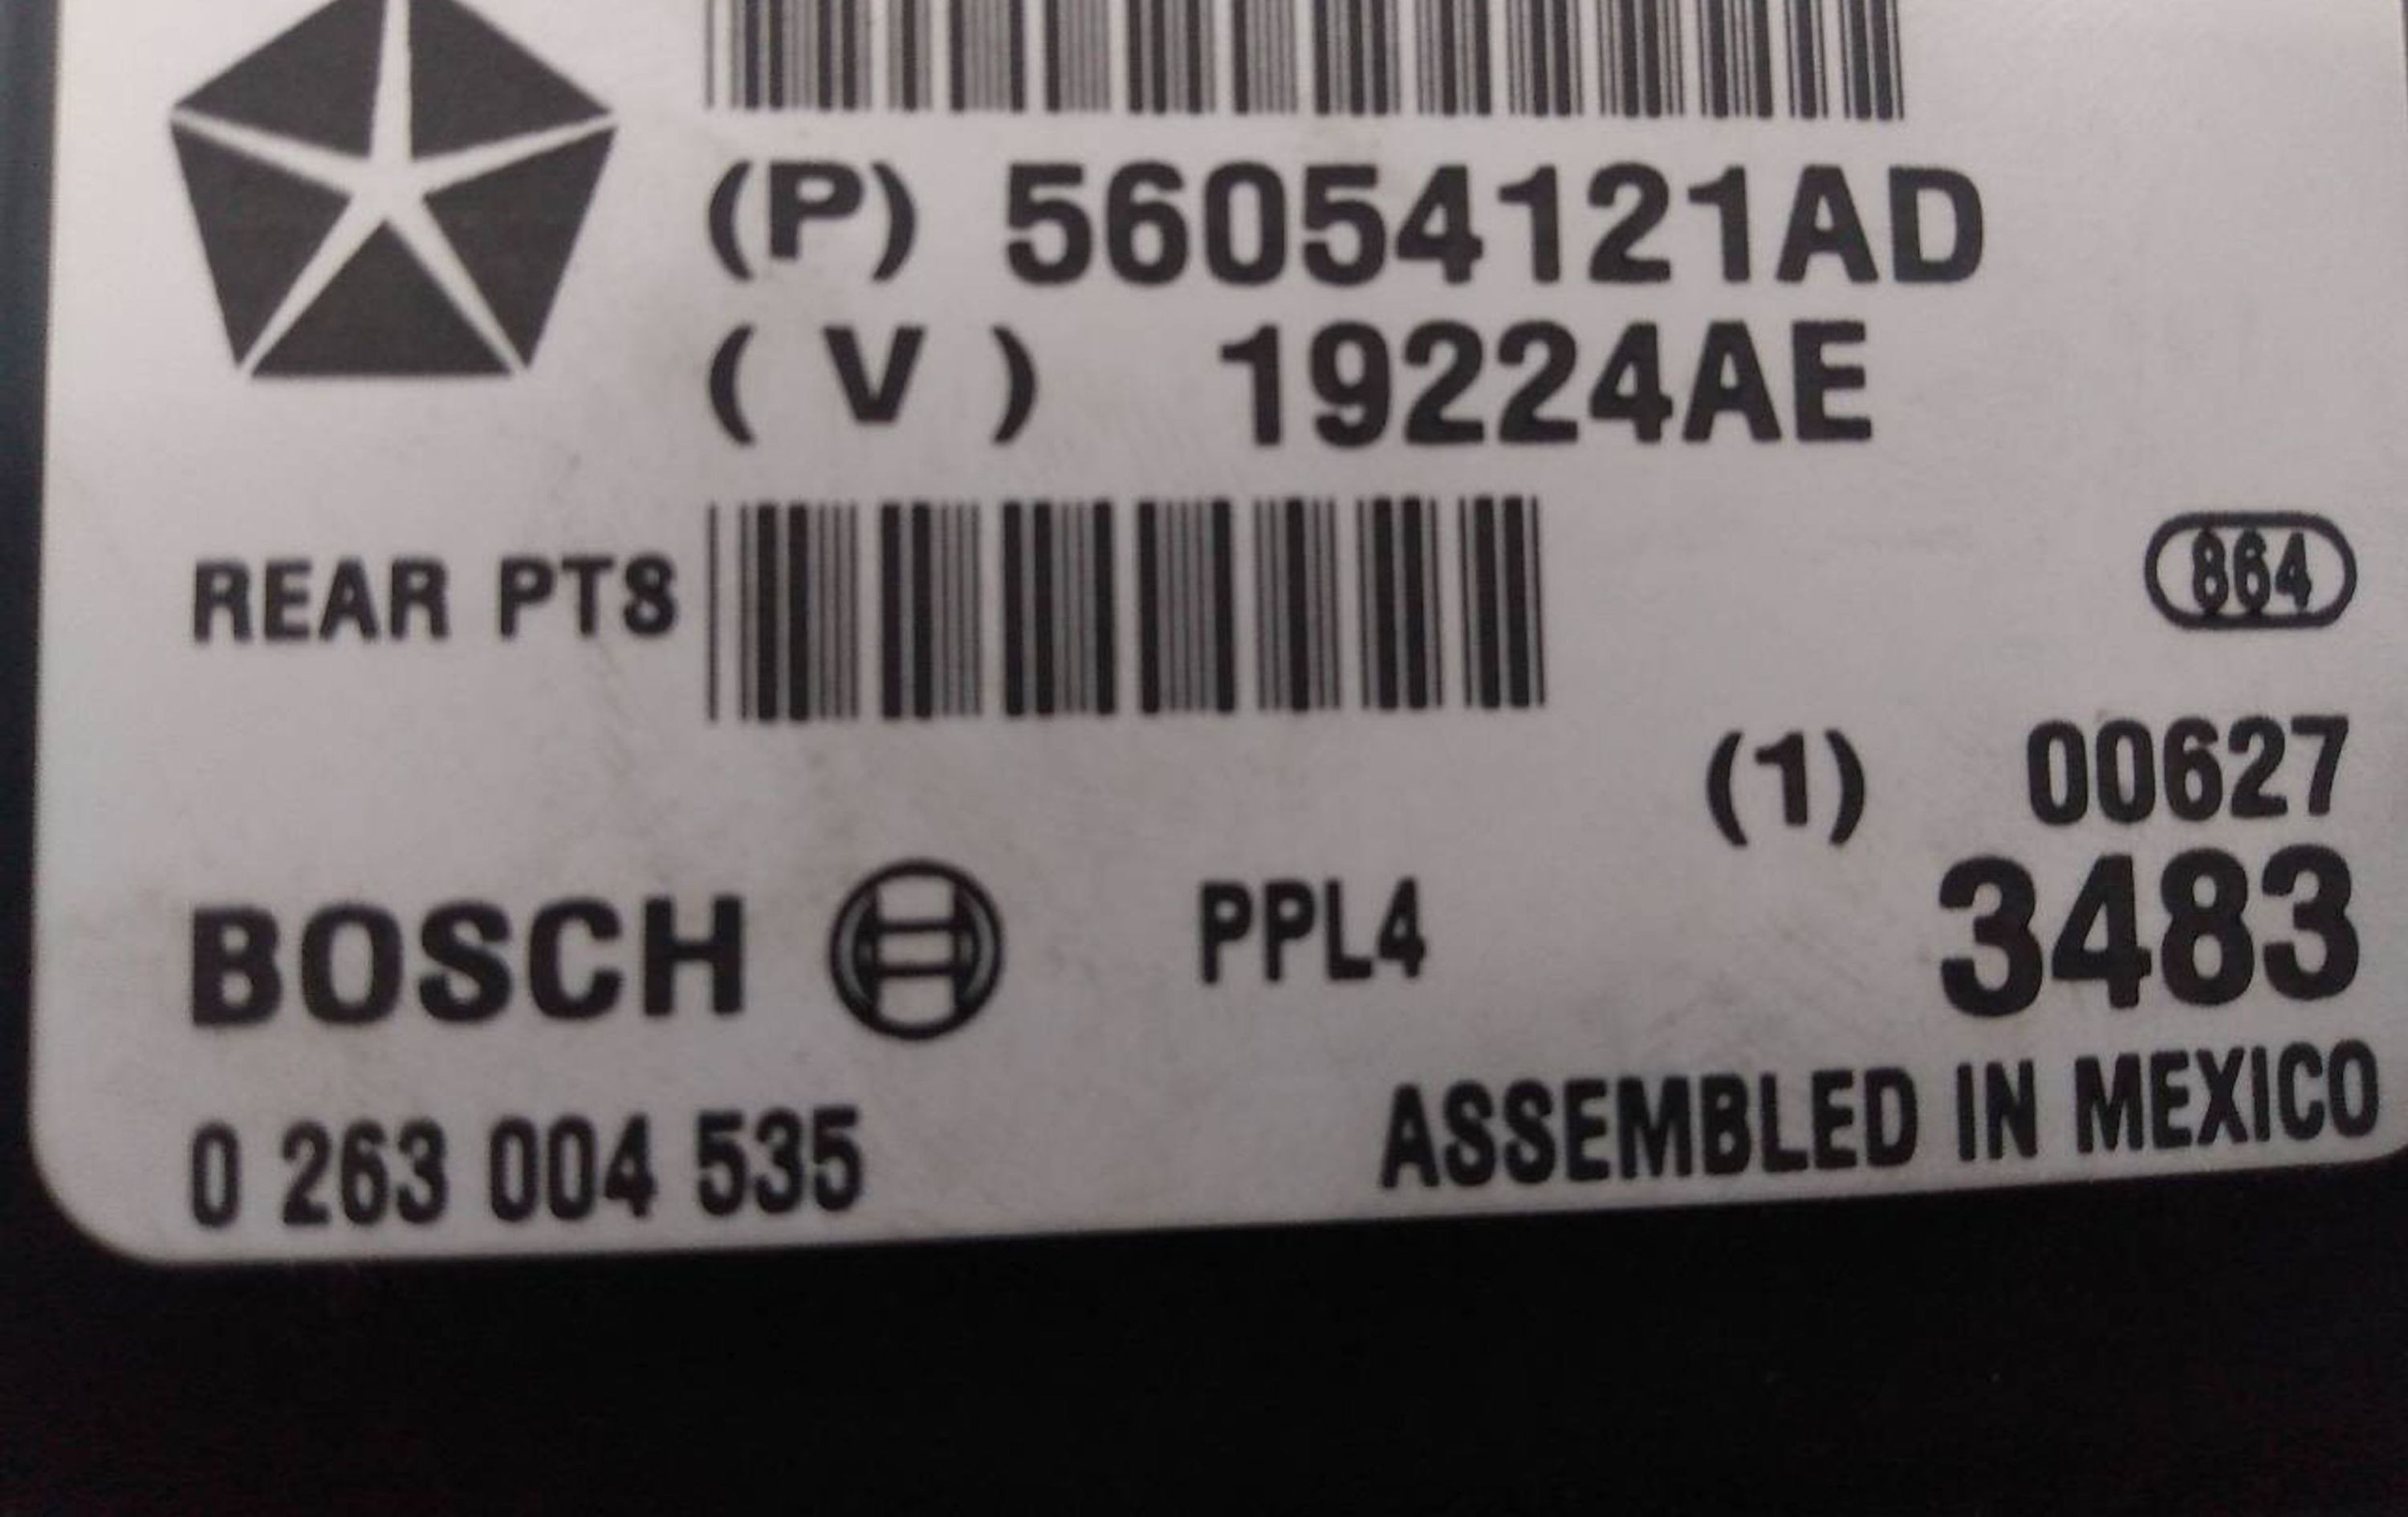 (P) 56054121AD
(V) 19224AE
REAR PT8
864
(1) 00627
BOSCH PPL4 3483
0 263 004 535 ASSEMBLED IN MEXICO